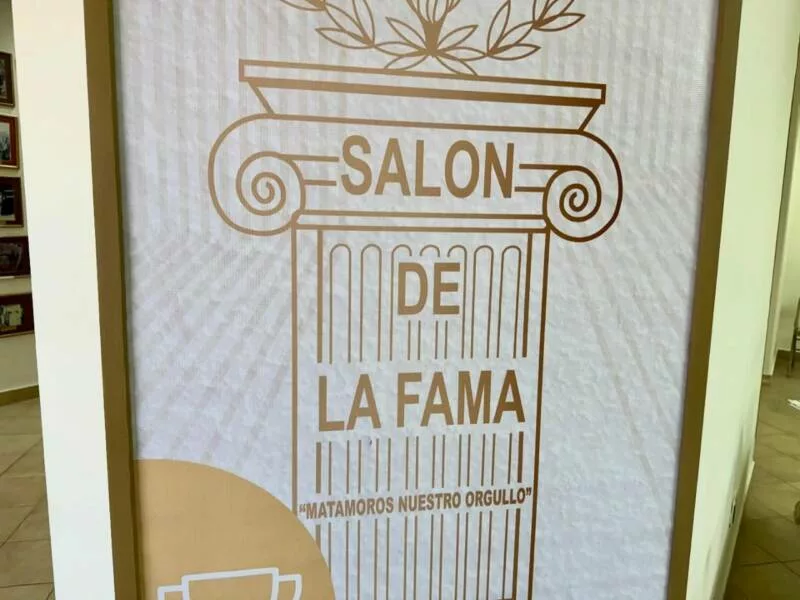 SALON
DE
LA FAMA
“MATAMOROS NUESTRO ORGULLO”